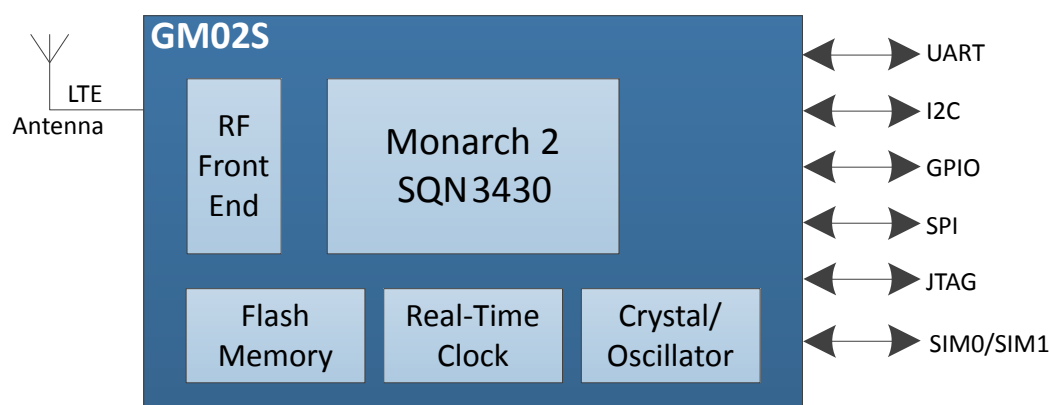 GM02S
LTE
Antenna
RF
Front
End
Monarch 2
SQN3430
Flash
Memory
Real-Time
Clock
Crystal/
Oscillator
UART
I2C
GPIO
SPI
JTAG
SIM0/SIM1